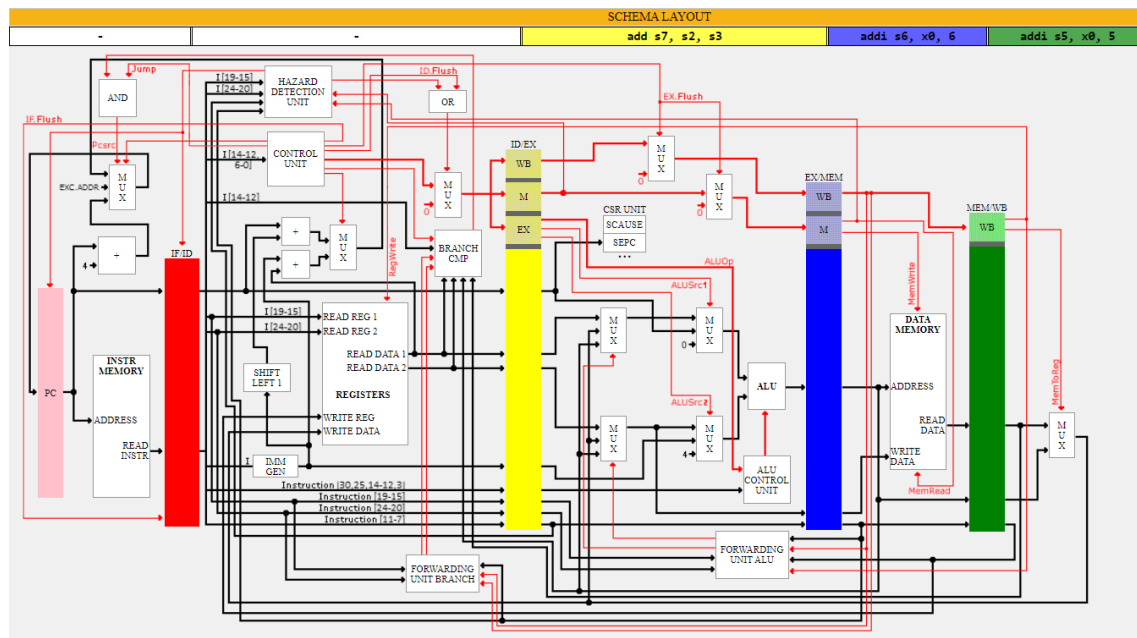 SCHEMA LAYOUT
-
-
add s7, s2, s3
addi s6, x0, 6
addi s5, x0, 5
Jump
AND
I [19-15]
I [24-20]
HAZARD
DETECTION
UNIT
ID.Flush
OR
EX.Flush
IF.Flush
Pcsrc
MUX
EXC.ADDR
I [14-12,
6-0]
CONTROL
UNIT
MUX
0
ID/EX
WB
M
EX
MUX
0
MUX
0
EX/MEM
WB
M
MEM/WB
WB
I [14-12]
+
+
MUX
RegWrite
BRANCH
CMP
CSR UNIT
SCAUSE
SEPC
...
+
4
IF/ID
ALUOp
ALUSrc1
MemWrite
PC
INSTR
MEMORY
ADDRESS
READ
INSTR
I [19-15]
I [24-20]
READ REG 1
READ REG 2
READ DATA 1
READ DATA 2
REGISTERS
WRITE REG
WRITE DATA
SHIFT
LEFT 1
I
IMM
GEN
MUX
MUX
0
ALU
ALUSrc2
MUX
MUX
4
ALU
CONTROL
UNIT
DATA
MEMORY
ADDRESS
READ
DATA
WRITE
DATA
MemRead
MemToReg
MUX
Instruction [30,25,14-12,3]
Instruction [19-15]
Instruction [24-20]
Instruction [11-7]
FORWARDING
UNIT BRANCH
FORWARDING
UNIT ALU